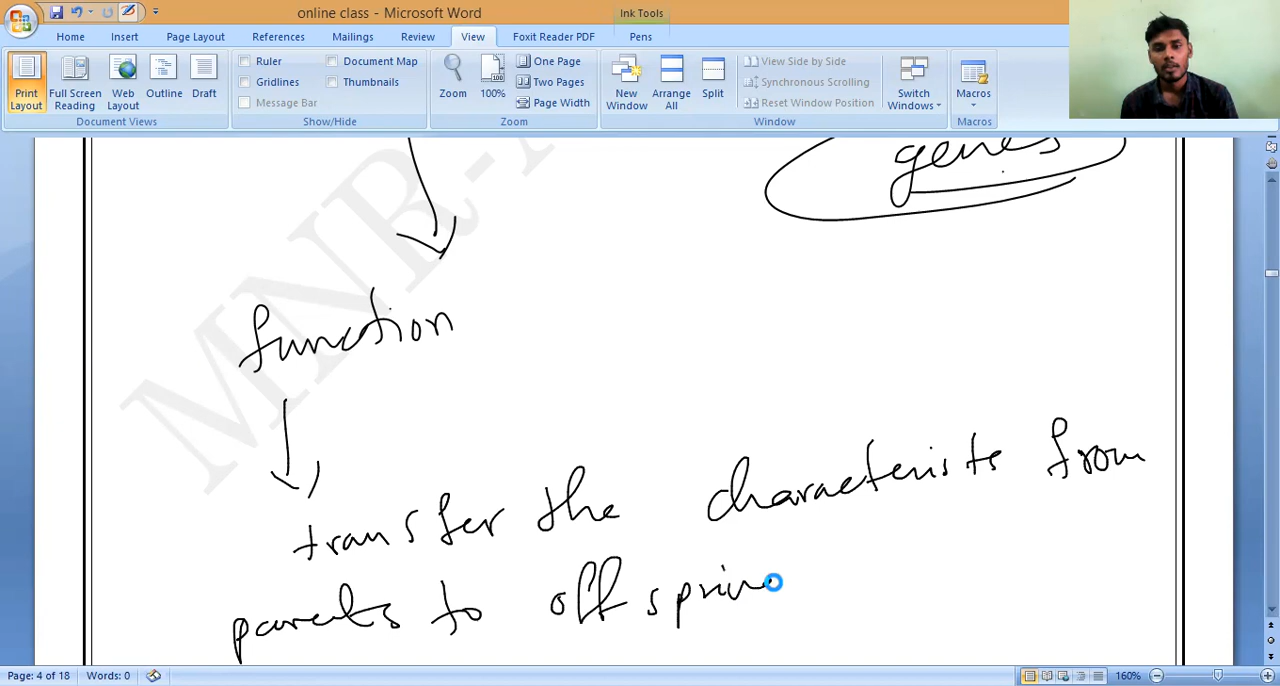 online class - Microsoft Word
Ink Tools
Home Insert Page Layout References Mailings Review View Foxit Reader PDF Pens
Ruler Document Map One Page View Side by Side
Gridlines Thumbnails Two Pages Synchronous Scrolling
Message Bar Page Width Reset Window Position
Print Layout Full Screen Reading Web Layout Outline Draft Zoom 100% New Window Arrange All Split Switch Windows Macros
Document Views Show/Hide Zoom Window Macros
genes
MNR-
function
transfer the characterists from
parents to offsprin
Page: 4 of 18 Words: 0 160%